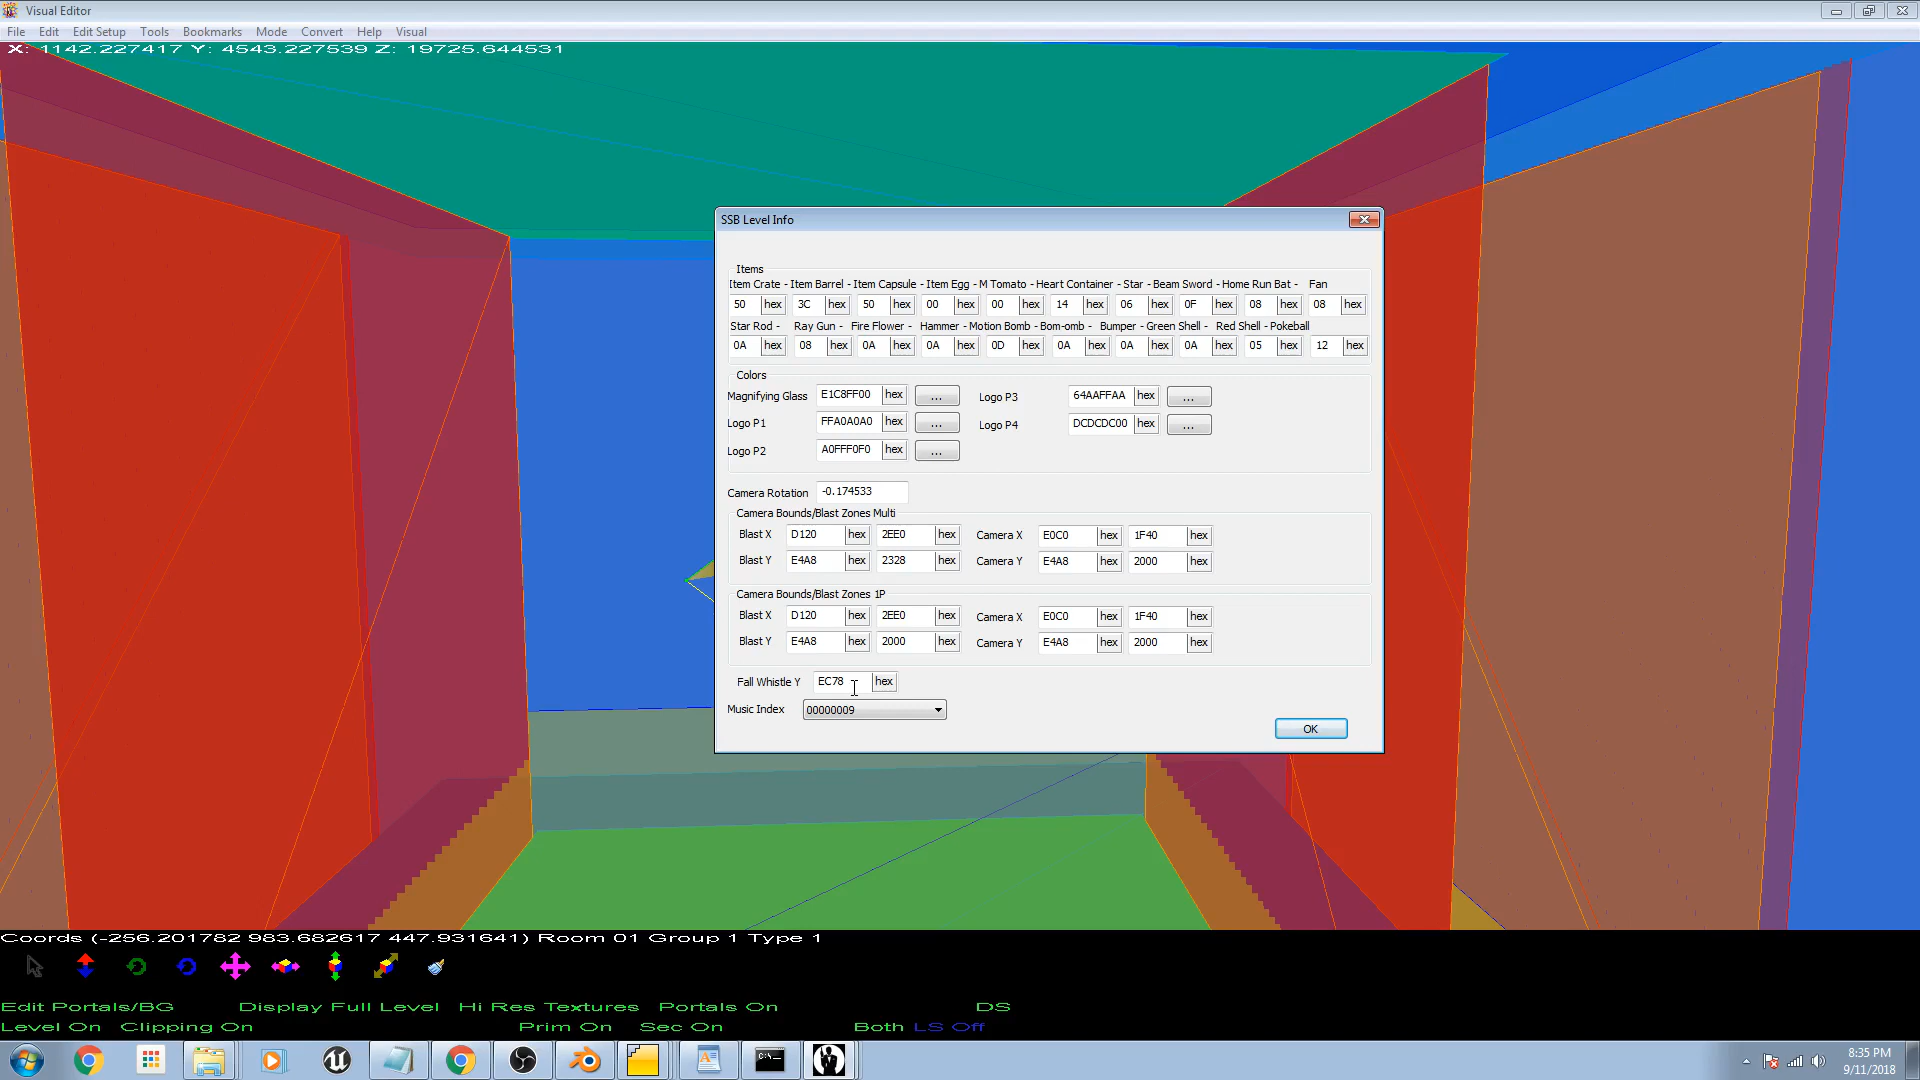 Visual Editor
File Edit Edit Setup Tools Bookmarks Mode Convert Help Visual
X: 1142.227417 Y: 4543.227539 Z: 19725.644531
SSB Level Info
Items
Item Crate - Item Barrel - Item Capsule - Item Egg - M Tomato - Heart Container - Star - Beam Sword - Home Run Bat - Fan
50 hex 3C hex 50 hex 00 hex 00 hex 14 hex 06 hex 0F hex 08 hex 08 hex
Star Rod - Ray Gun - Fire Flower - Hammer - Motion Bomb - Bom-omb - Bumper - Green Shell - Red Shell - Pokeball
0A hex 08 hex 0A hex 0A hex 0D hex 0A hex 0A hex 0A hex 05 hex 12 hex
Colors
Magnifying Glass E1C8FF00 hex ... Logo P3 64AAFFAA hex ...
Logo P1 FFA0A0A0 hex ... Logo P4 DCDCDC00 hex ...
Logo P2 A0FFF0F0 hex ...
Camera Rotation -0.174533
Camera Bounds/Blast Zones Multi
Blast X D120 hex 2EE0 hex Camera X E0C0 hex 1F40 hex
Blast Y E4A8 hex 2328 hex Camera Y E4A8 hex 2000 hex
Camera Bounds/Blast Zones 1P
Blast X D120 hex 2EE0 hex Camera X E0C0 hex 1F40 hex
Blast Y E4A8 hex 2000 hex Camera Y E4A8 hex 2000 hex
Fall Whistle Y EC78 hex
Music Index 00000009
OK
Coords (-256.201782 983.682617 447.931641) Room 01 Group 1 Type 1
Edit Portals/BG Display Full Level Hi Res Textures Portals On DS
Level On Clipping On Prim On Sec On Both LS Off
8:35 PM
9/11/2018